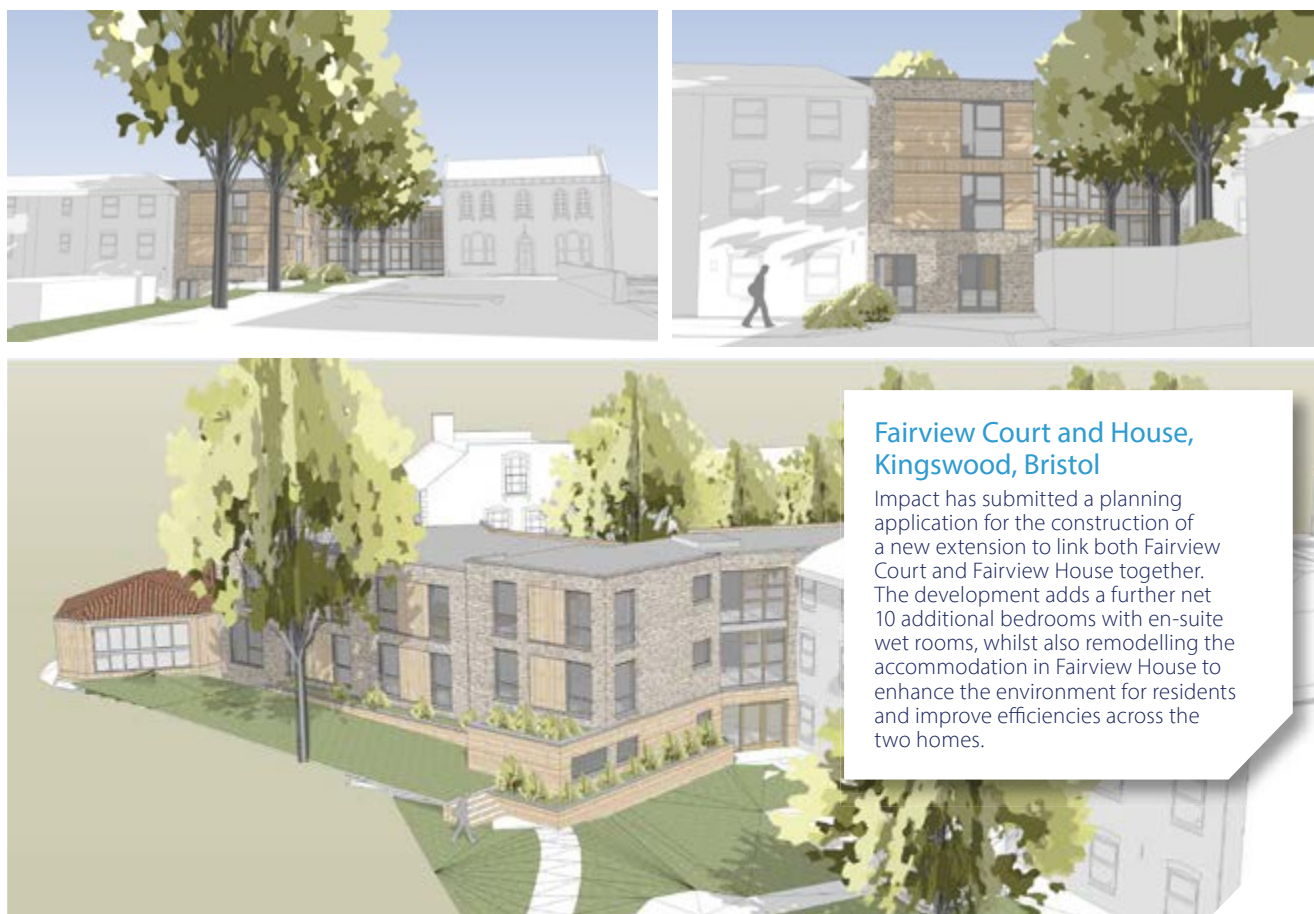 Fairview Court and House,
Kingswood, Bristol
Impact has submitted a planning
application for the construction of
a new extension to link both Fairview
Court and Fairview House together.
The development adds a further net
10 additional bedrooms with en-suite
wet rooms, whilst also remodelling the
accommodation in Fairview House to
enhance the environment for residents
and improve efficiencies across the
two homes.